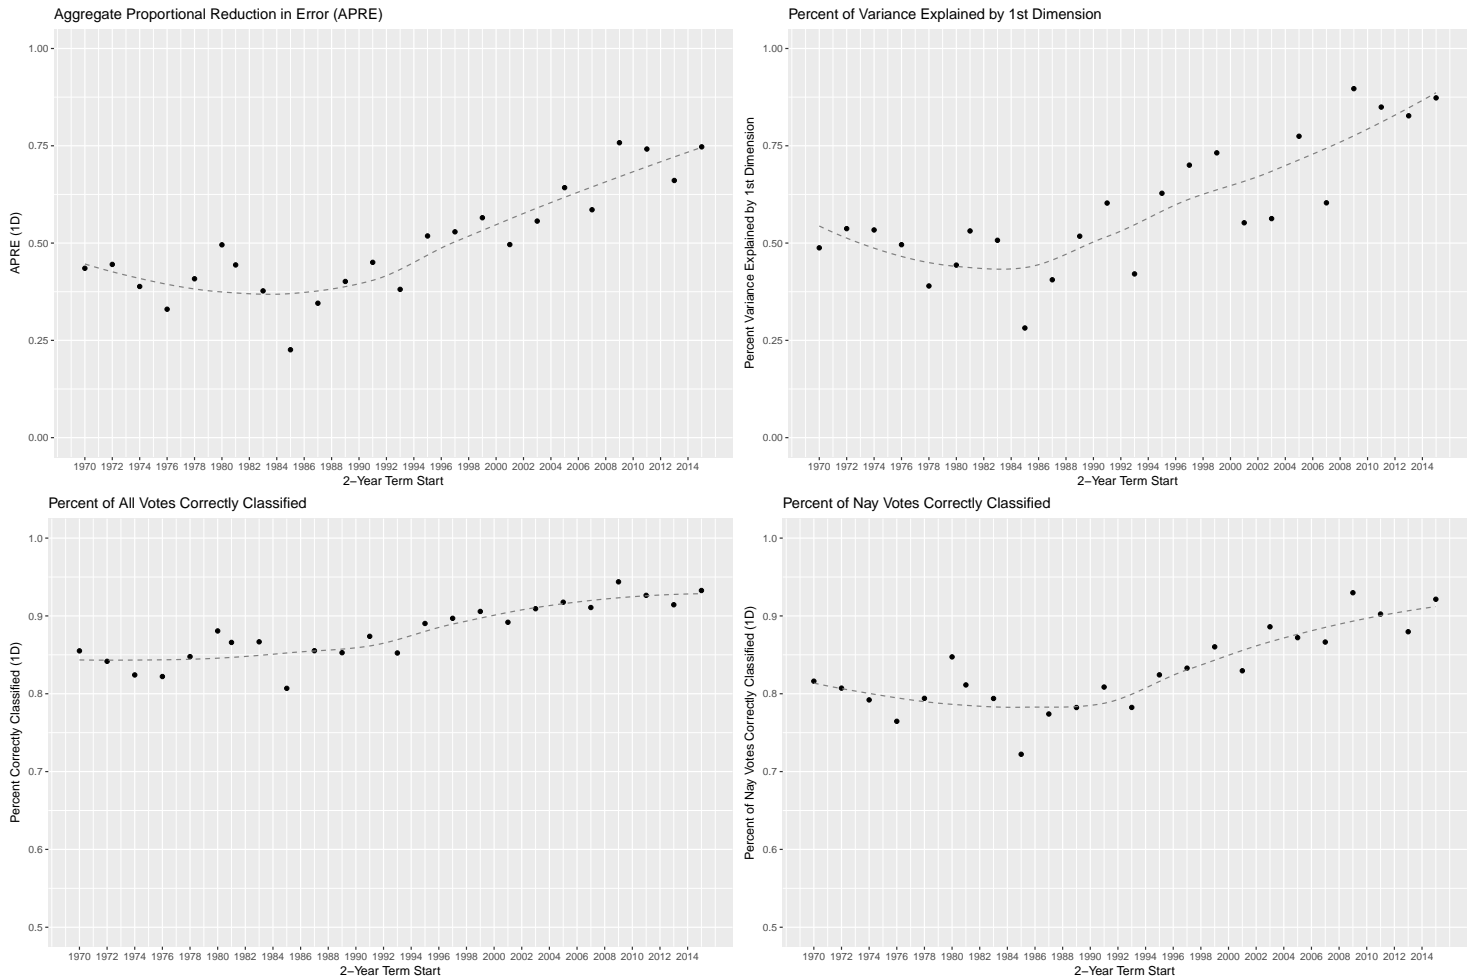 Aggregate Proportional Reduction in Error (APRE)
APRE (1D)
1.00
0.75
0.50
0.25
0.00
1970 1972 1974 1976 1978 1980 1982 1984 1986 1988 1990 1992 1994 1996 1998 2000 2002 2004 2006 2008 2010 2012 2014
2−Year Term Start
Percent of Variance Explained by 1st Dimension
Percent Variance Explained by 1st Dimension
1.00
0.75
0.50
0.25
0.00
1970 1972 1974 1976 1978 1980 1982 1984 1986 1988 1990 1992 1994 1996 1998 2000 2002 2004 2006 2008 2010 2012 2014
2−Year Term Start
Percent of All Votes Correctly Classified
Percent Correctly Classified (1D)
1.0
0.9
0.8
0.7
0.6
0.5
1970 1972 1974 1976 1978 1980 1982 1984 1986 1988 1990 1992 1994 1996 1998 2000 2002 2004 2006 2008 2010 2012 2014
2−Year Term Start
Percent of Nay Votes Correctly Classified
Percent of Nay Votes Correctly Classified (1D)
1.0
0.9
0.8
0.7
0.6
0.5
1970 1972 1974 1976 1978 1980 1982 1984 1986 1988 1990 1992 1994 1996 1998 2000 2002 2004 2006 2008 2010 2012 2014
2−Year Term Start